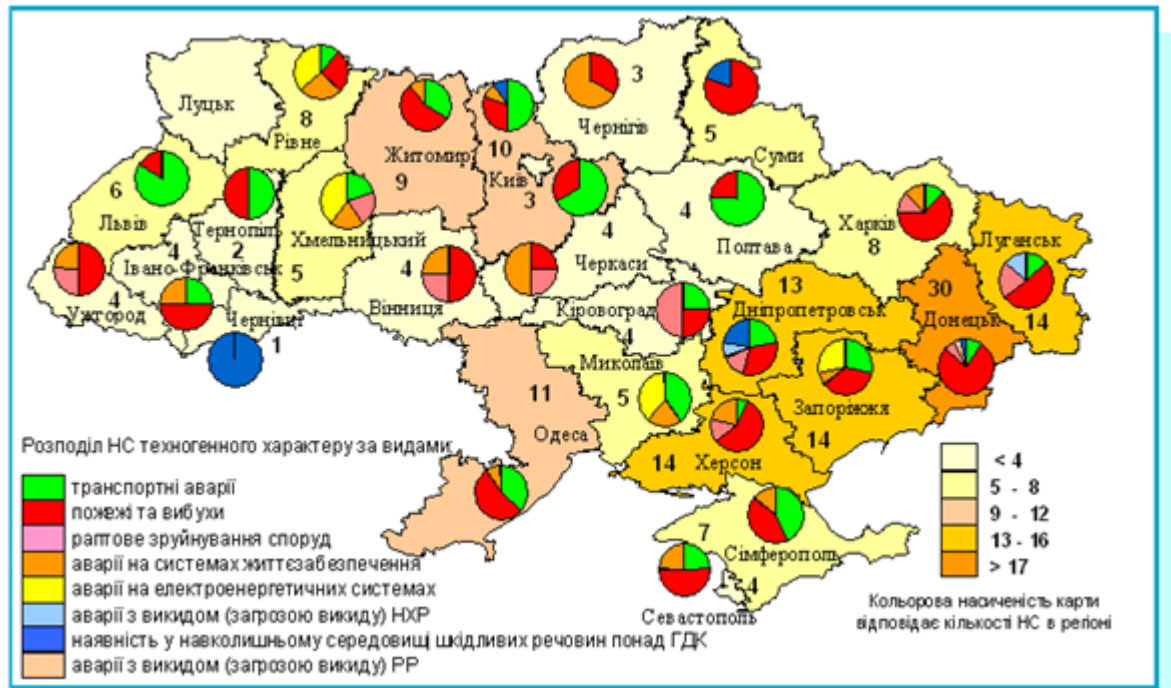 Луцьк
8
Рівне
Житомир
9
10
Київ
3
3
Чернігів
5
Суми
6
Львів
Тернопіль
2
Хмельницький
5
4
Полтава
Харків
8
Луганськ
14
4
Івано-Франківськ
Ужгород
4
Чернівці
1
4
Вінниця
4
Черкаси
Кіровоград
4
13
Дніпропетровськ
30
Донецьк
Миколаїв
5
Запоріжжя
14
11
Одеса
14
Херсон
7
Сімферополь
4
Севастополь
Розподіл НС техногенного характеру за видами:
транспортні аварії
пожежі та вибухи
раптове зруйнування споруд
аварії на системах життєзабезпечення
аварії на електроенергетичних системах
аварії з викидом (загрозою викиду) НХР
наявність у навколишньому середовищі шкідливих речовин понад ГДК
аварії з викидом (загрозою викиду) РР
< 4
5 - 8
9 - 12
13 - 16
> 17
Кольорова насиченість карти
відповідає кількості НС в регіоні